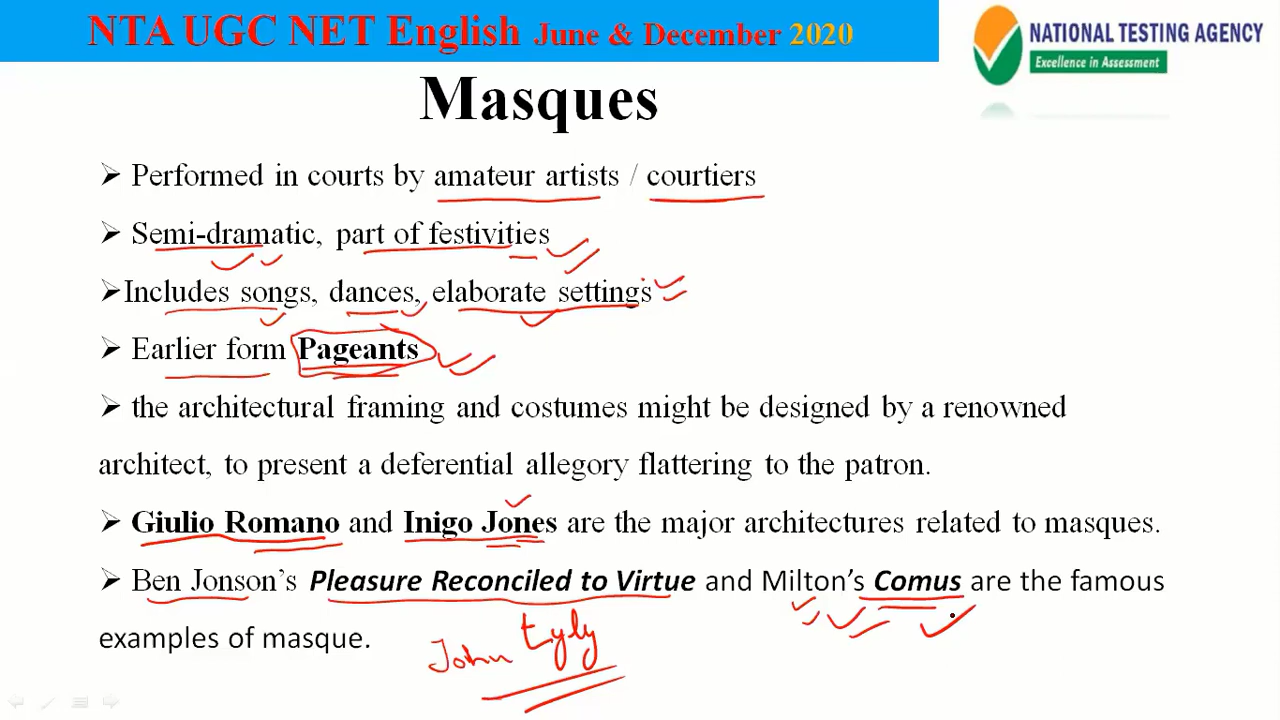 NTA UGC NET English June & December 2020
NATIONAL TESTING AGENCY
Excellence in Assessment
Masques
➢ Performed in courts by amateur artists / courtiers
➢ Semi-dramatic, part of festivities
➢Includes songs, dances, elaborate settings
➢ Earlier form Pageants
➢ the architectural framing and costumes might be designed by a renowned
architect, to present a deferential allegory flattering to the patron.
➢ Giulio Romano and Inigo Jones are the major architectures related to masques.
➢ Ben Jonson's Pleasure Reconciled to Virtue and Milton's Comus are the famous
examples of masque.
John Lyly